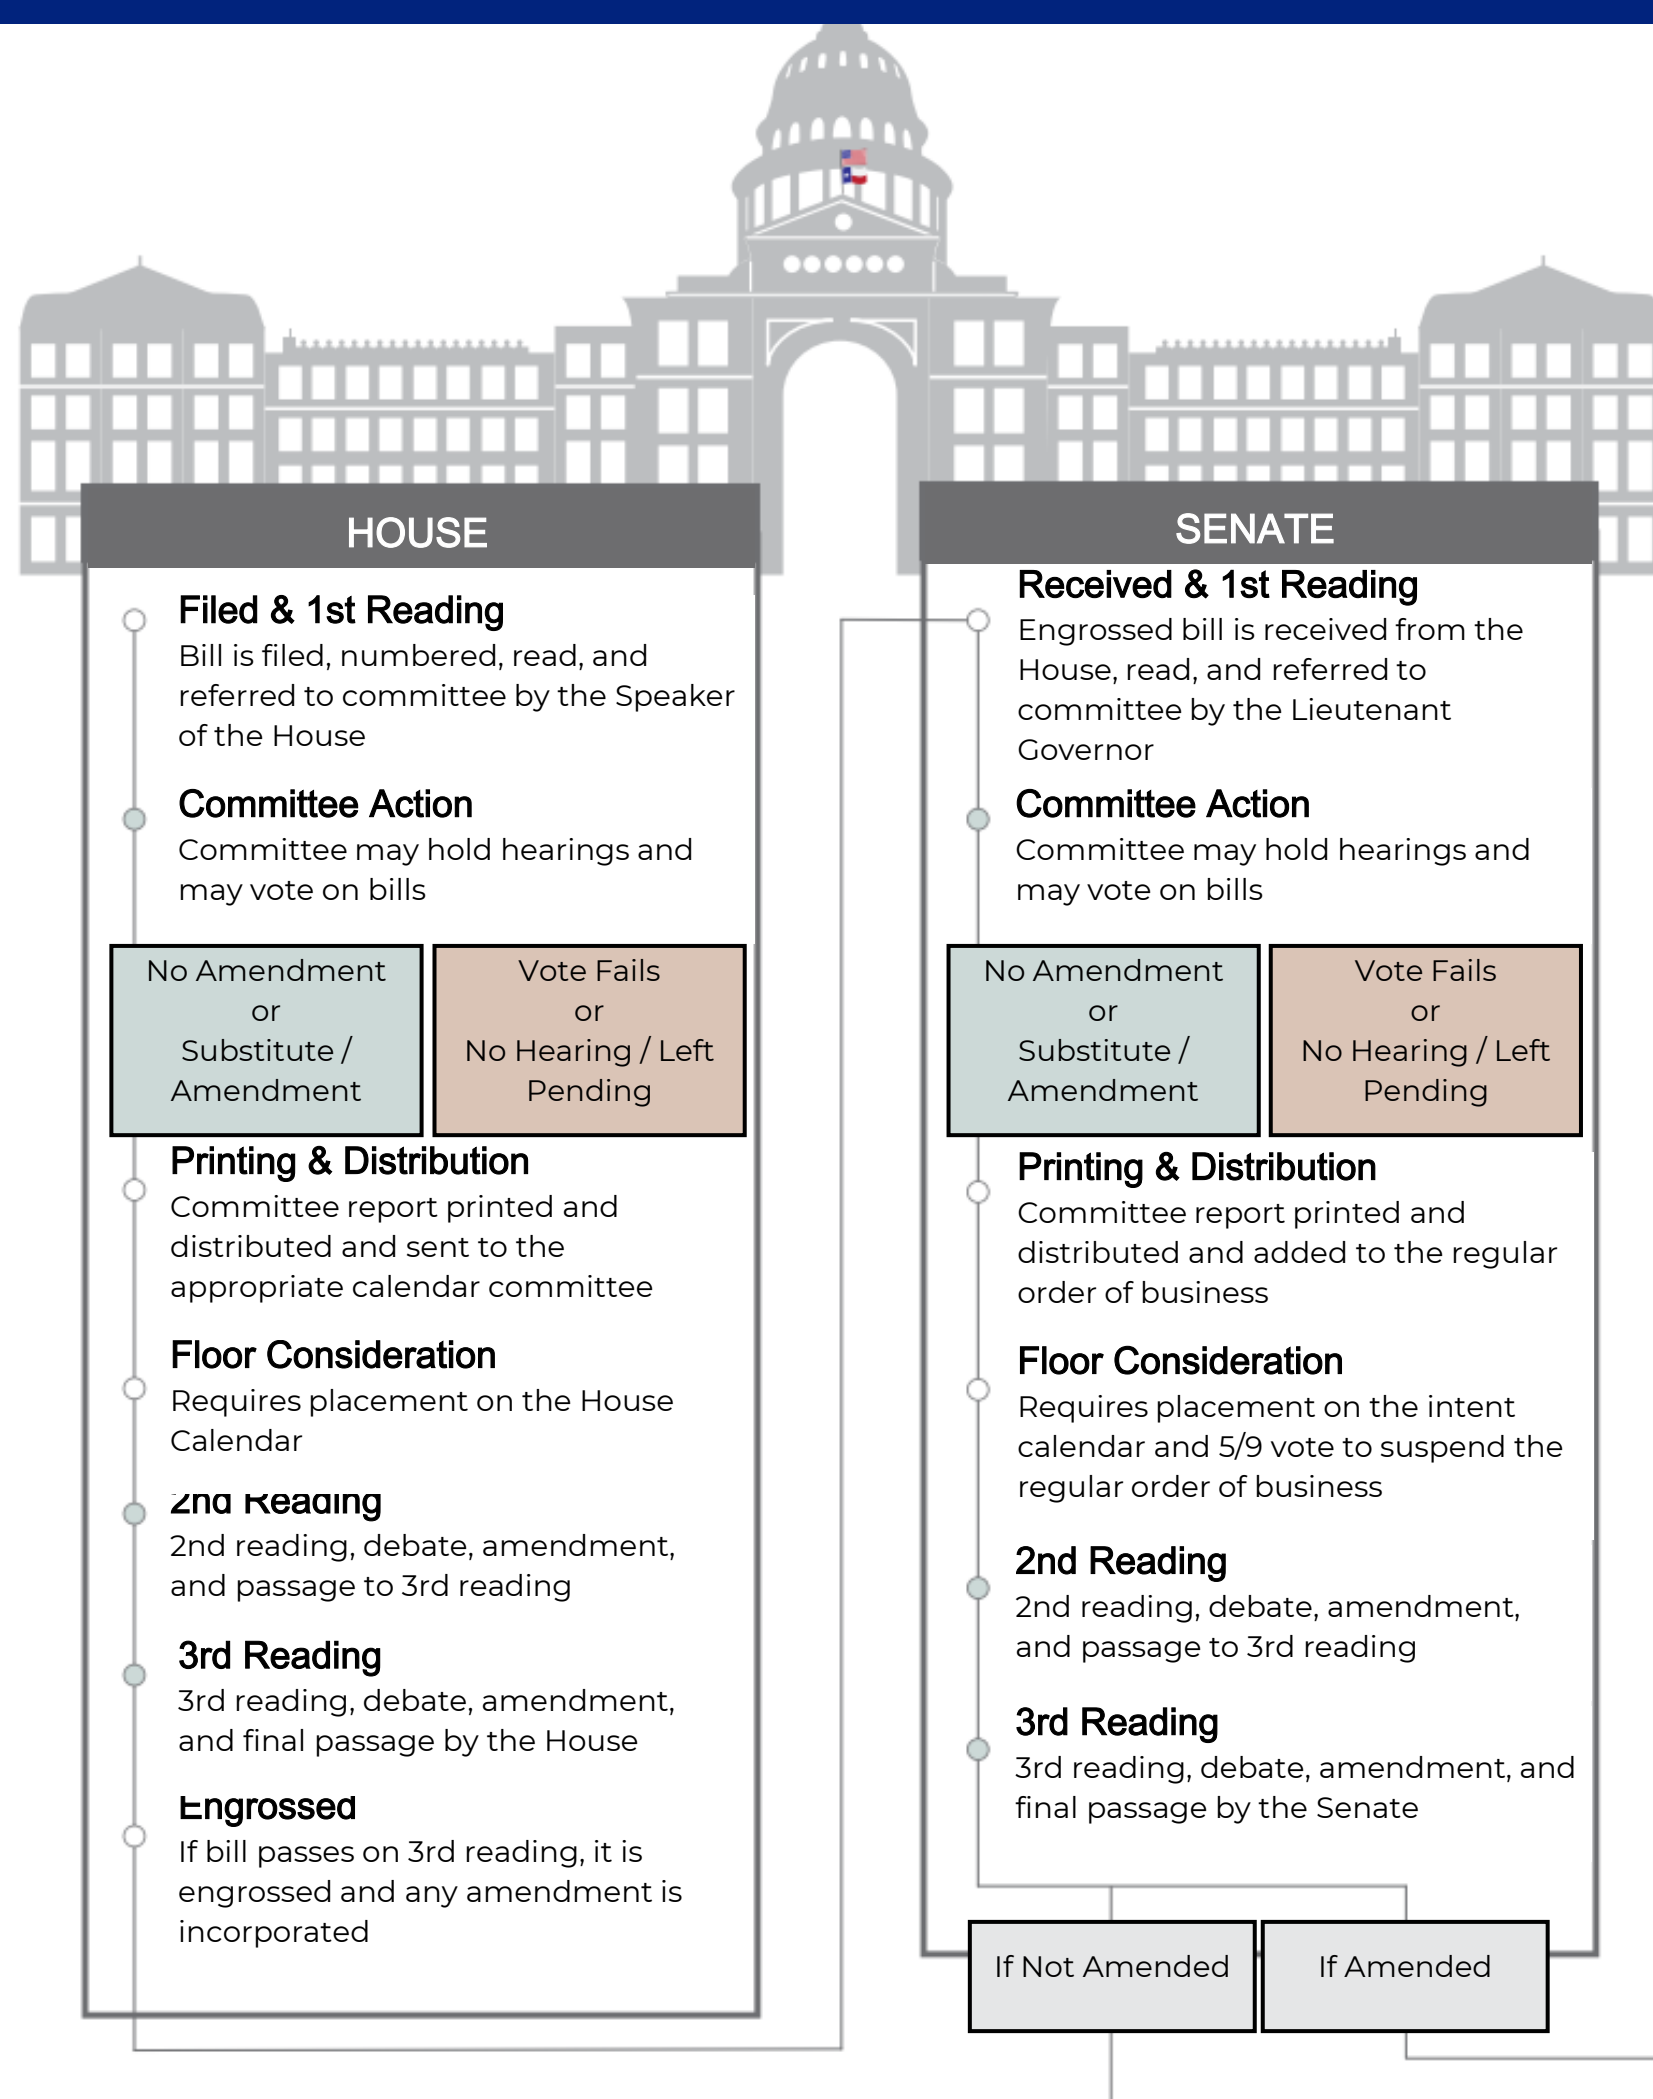 HOUSE
Filed & 1st Reading
Bill is filed, numbered, read, and
referred to committee by the Speaker
of the House
Committee Action
Committee may hold hearings and
may vote on bills
No Amendment
or
Substitute /
Amendment
Vote Fails
or
No Hearing / Left
Pending
Printing & Distribution
Committee report printed and
distributed and sent to the
appropriate calendar committee
Floor Consideration
Requires placement on the House
Calendar
2nd Reading
2nd reading, debate, amendment,
and passage to 3rd reading
3rd Reading
3rd reading, debate, amendment,
and final passage by the House
Engrossed
If bill passes on 3rd reading, it is
engrossed and any amendment is
incorporated
SENATE
Received & 1st Reading
Engrossed bill is received from the
House, read, and referred to
committee by the Lieutenant
Governor
Committee Action
Committee may hold hearings and
may vote on bills
No Amendment
or
Substitute /
Amendment
Vote Fails
or
No Hearing / Left
Pending
Printing & Distribution
Committee report printed and
distributed and added to the regular
order of business
Floor Consideration
Requires placement on the intent
calendar and 5/9 vote to suspend the
regular order of business
2nd Reading
2nd reading, debate, amendment,
and passage to 3rd reading
3rd Reading
3rd reading, debate, amendment, and
final passage by the Senate
If Not Amended
If Amended